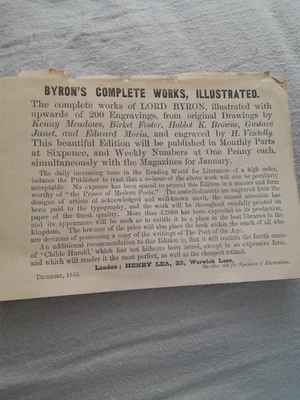 BYRON'S COMPLETE WORKS, ILLUSTRATED.
The complete works of LORD BYRON, illustrated with
upwards of 200 Engravings, from original Drawings by
Kenny Meadows, Birket Foster, Hablot K. Browne, Gustave
Janet, and Edward Morin, and engraved by H. Vizetelly.
This beautiful Edition will be published in Monthly Parts
at Sixpence, and Weekly Numbers at One Penny each,
simultaneously with the Magazines for January.
The daily increasing taste in the Reading World for Literature of a high order,
induces the Publisher to trust that a re-issue of the above work will be peculiarly
acceptable. No expense has been spared to present this Edition in a manner and form
worthy of "the Prince of Modern Poets." The embellishments are engraved from the
designs of artists of acknowledged and well-known merit, the utmost attention has
been paid to the typography, and the work will be throughout carefully printed on
paper of the finest quality. More than £2000 has been expended on its production,
and its appearance will be such as to entitle it to a place in the best libraries in the
kingdom. The lowness of the price will also place the book within the reach of all who
are desirous of possessing a copy of the writings of The Poet of the Age.
An additional recommendation to this Edition is, that it will contain the fourth canto
of 'Childe Harold,' which has not hitherto been issued, except in an expensive form,
and which will render it the most perfect, as well as the cheapest extant.
London: HENRY LEA, 22, Warwick Lane.
DECEMBER, 1856.
See other side for Specimen of Illustration.